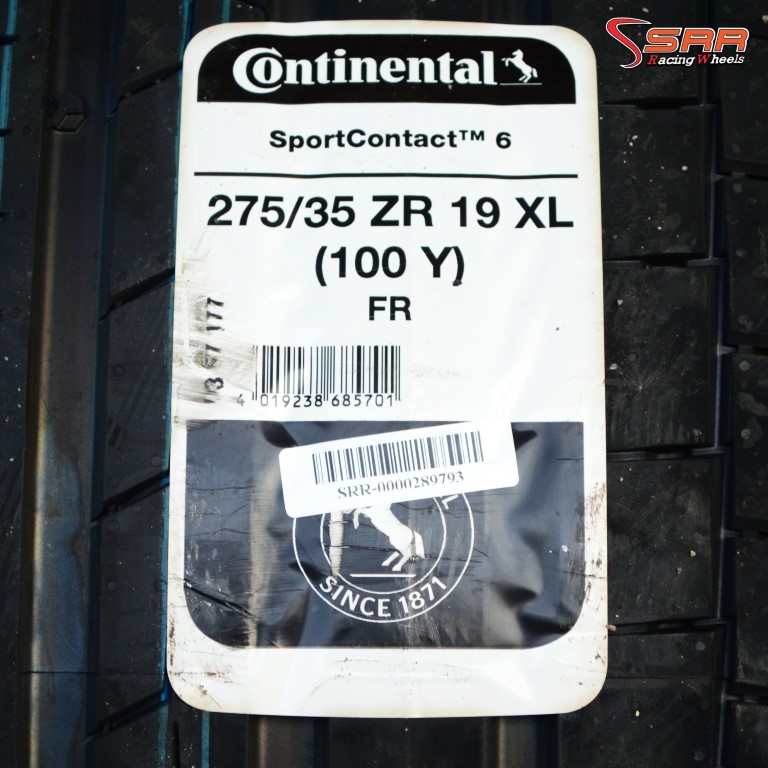 SRR
Racing Wheels
Continental
SportContact™ 6
275/35 ZR 19 XL
(100 Y)
FR
4 019238 685701
SRR-0000289793
SINCE 1871